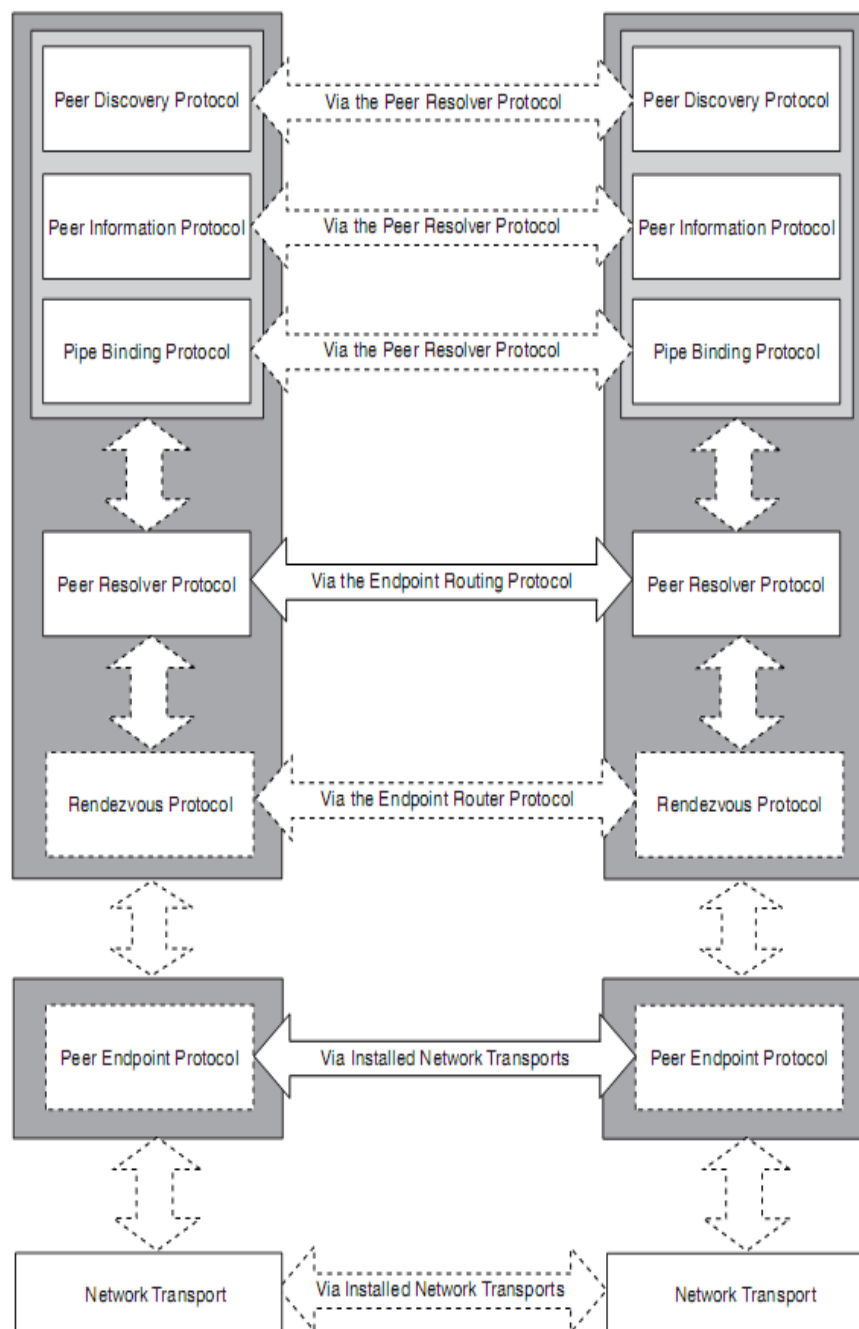 Peer Discovery Protocol
Via the Peer Resolver Protocol
Peer Discovery Protocol
Peer Information Protocol
Via the Peer Resolver Protocol
Peer Information Protocol
Pipe Binding Protocol
Via the Peer Resolver Protocol
Pipe Binding Protocol
Peer Resolver Protocol
Via the Endpoint Routing Protocol
Peer Resolver Protocol
Rendezvous Protocol
Via the Endpoint Router Protocol
Rendezvous Protocol
Peer Endpoint Protocol
Via Installed Network Transports
Peer Endpoint Protocol
Network Transport
Via Installed Network Transports
Network Transport